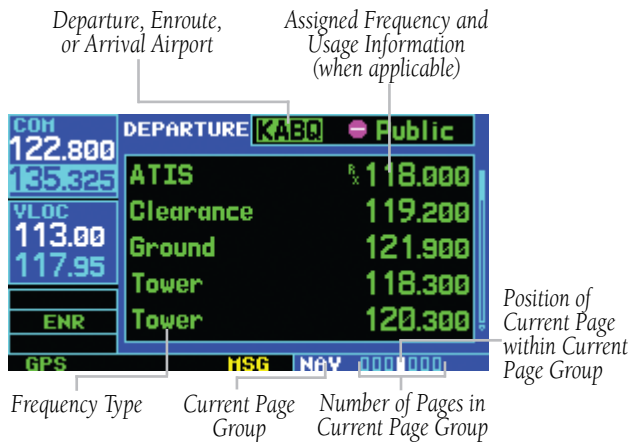 Departure, Enroute,
or Arrival Airport
Assigned Frequency and
Usage Information
(when applicable)
COM
122.800
135.325
VLOC
113.00
117.95
ENR
GPS
DEPARTURE KABQ Public
ATIS Rx 118.000
Clearance 119.200
Ground 121.900
Tower 118.300
Tower 120.300
MSG NAV
Position of
Current Page
within Current
Page Group
Frequency Type
Current Page
Group
Number of Pages in
Current Page Group